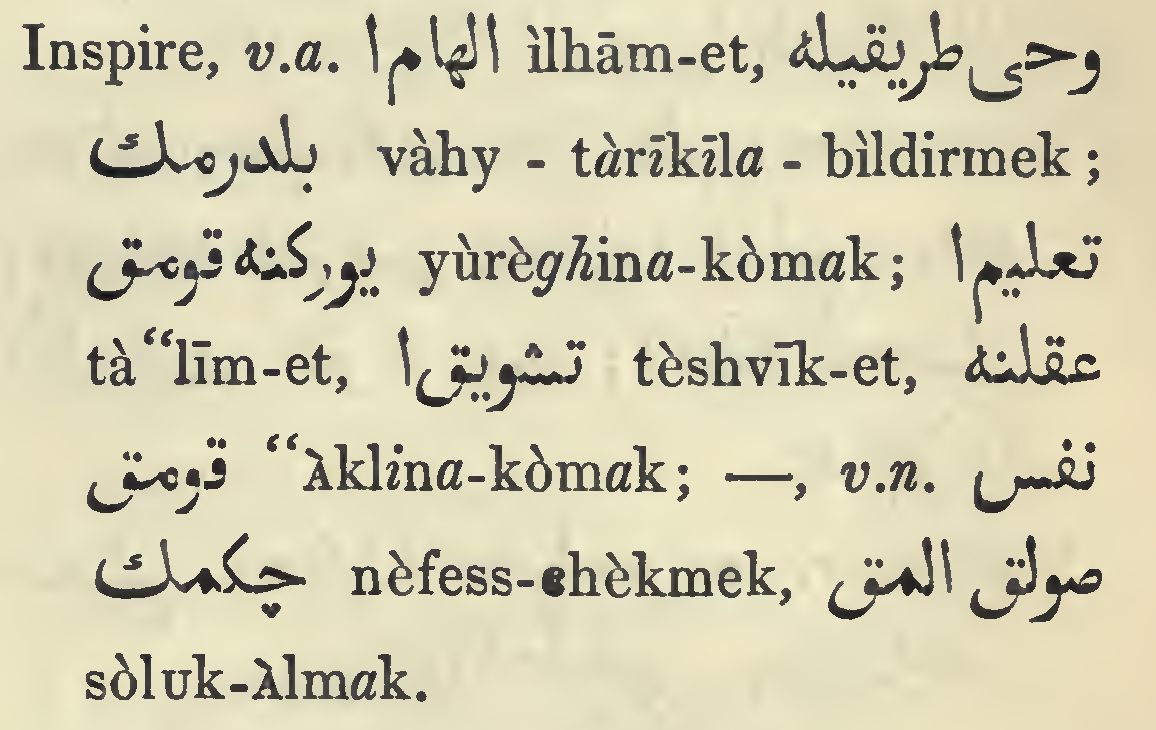 Inspire, v.a. الهام ا ìlhām-et, وحی طریقیله
بلدرمك vàhy - tàrīkīla - bìldirmek ;
یورکنه قومق yùrèghina-kòmak ; تعلیم ا
tà“līm-et, تشویق ا tèshvīk-et, عقلنه
قومق “Àklina-kòmak ; —, v.n. نفس
چكمك nèfess-chèkmek, صولق المق
sòluk-Àlmak.